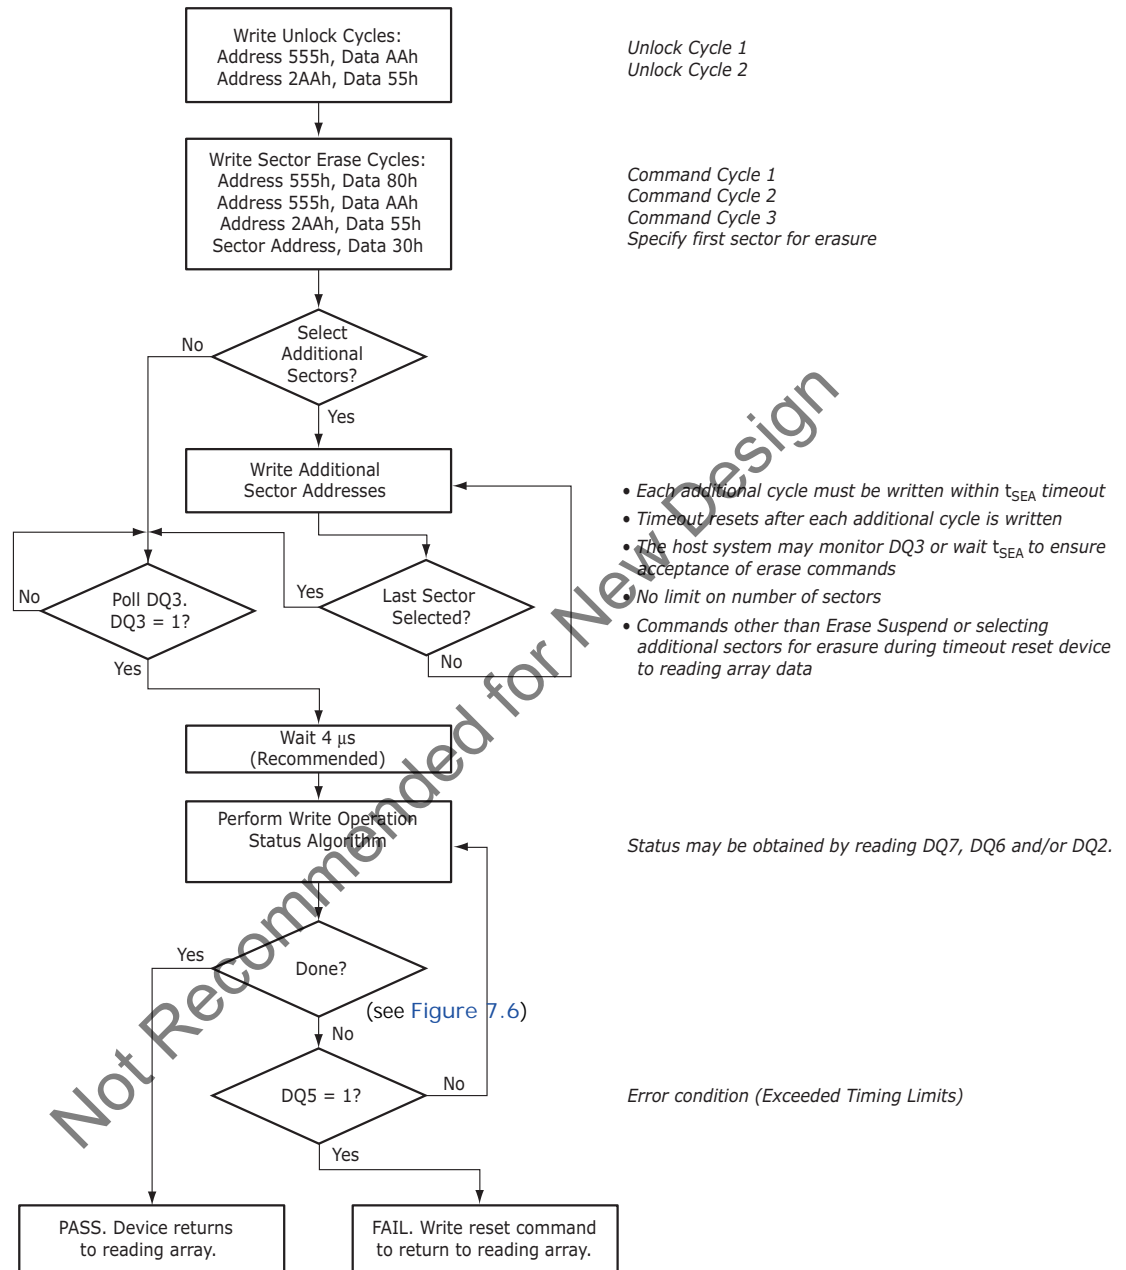 Write Unlock Cycles:
Address 555h, Data AAh
Address 2AAh, Data 55h
Unlock Cycle 1
Unlock Cycle 2
Write Sector Erase Cycles:
Address 555h, Data 80h
Address 555h, Data AAh
Address 2AAh, Data 55h
Sector Address, Data 30h
Command Cycle 1
Command Cycle 2
Command Cycle 3
Specify first sector for erasure
Select
Additional
Sectors?
No
Yes
Write Additional
Sector Addresses
• Each additional cycle must be written within tSEA timeout
• Timeout resets after each additional cycle is written
• The host system may monitor DQ3 or wait tSEA to ensure
acceptance of erase commands
• No limit on number of sectors
• Commands other than Erase Suspend or selecting
additional sectors for erasure during timeout reset device
to reading array data
No
Poll DQ3.
DQ3 = 1?
Yes
Yes
Last Sector
Selected?
No
Wait 4 μs
(Recommended)
Perform Write Operation
Status Algorithm
Status may be obtained by reading DQ7, DQ6 and/or DQ2.
Yes
Done?
(see Figure 7.6)
No
DQ5 = 1?
No
Error condition (Exceeded Timing Limits)
Yes
PASS. Device returns
to reading array.
FAIL. Write reset command
to return to reading array.
Not Recommended for New Design